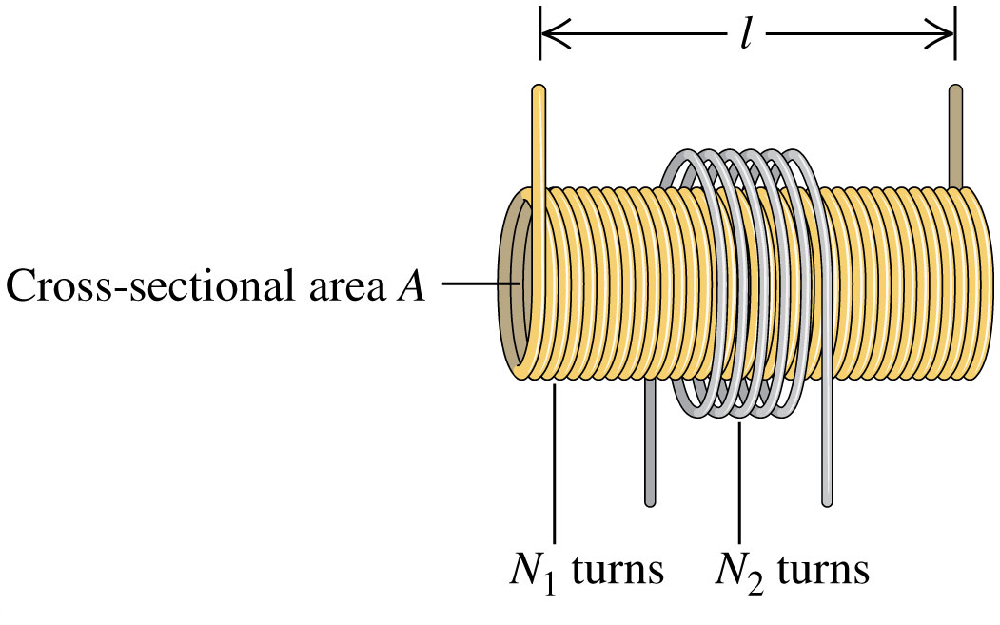 l
Cross-sectional area A
N₁ turns
N₂ turns